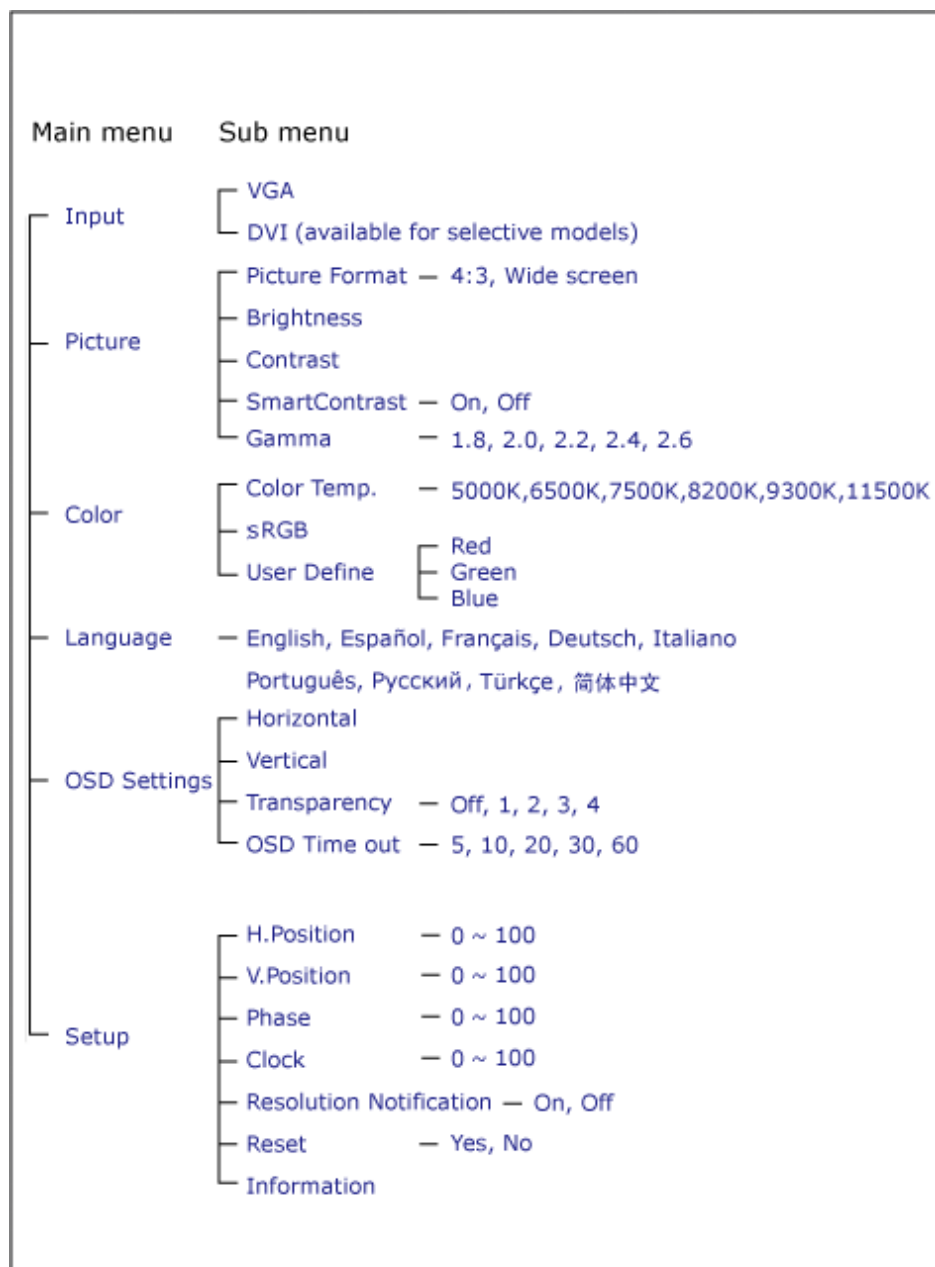 Main menu Sub menu
VGA
Input
DVI (available for selective models)
Picture Format — 4:3, Wide screen
Brightness
Picture
Contrast
SmartContrast — On, Off
Gamma — 1.8, 2.0, 2.2, 2.4, 2.6
Color Temp. — 5000K,6500K,7500K,8200K,9300K,11500K
Color
sRGB
Red
User Define Green
Blue
Language — English, Español, Français, Deutsch, Italiano
Português, Русский, Türkçe, 简体中文
Horizontal
Vertical
OSD Settings
Transparency — Off, 1, 2, 3, 4
OSD Time out — 5, 10, 20, 30, 60
H.Position — 0 ~ 100
V.Position — 0 ~ 100
Phase — 0 ~ 100
Setup
Clock — 0 ~ 100
Resolution Notification — On, Off
Reset — Yes, No
Information